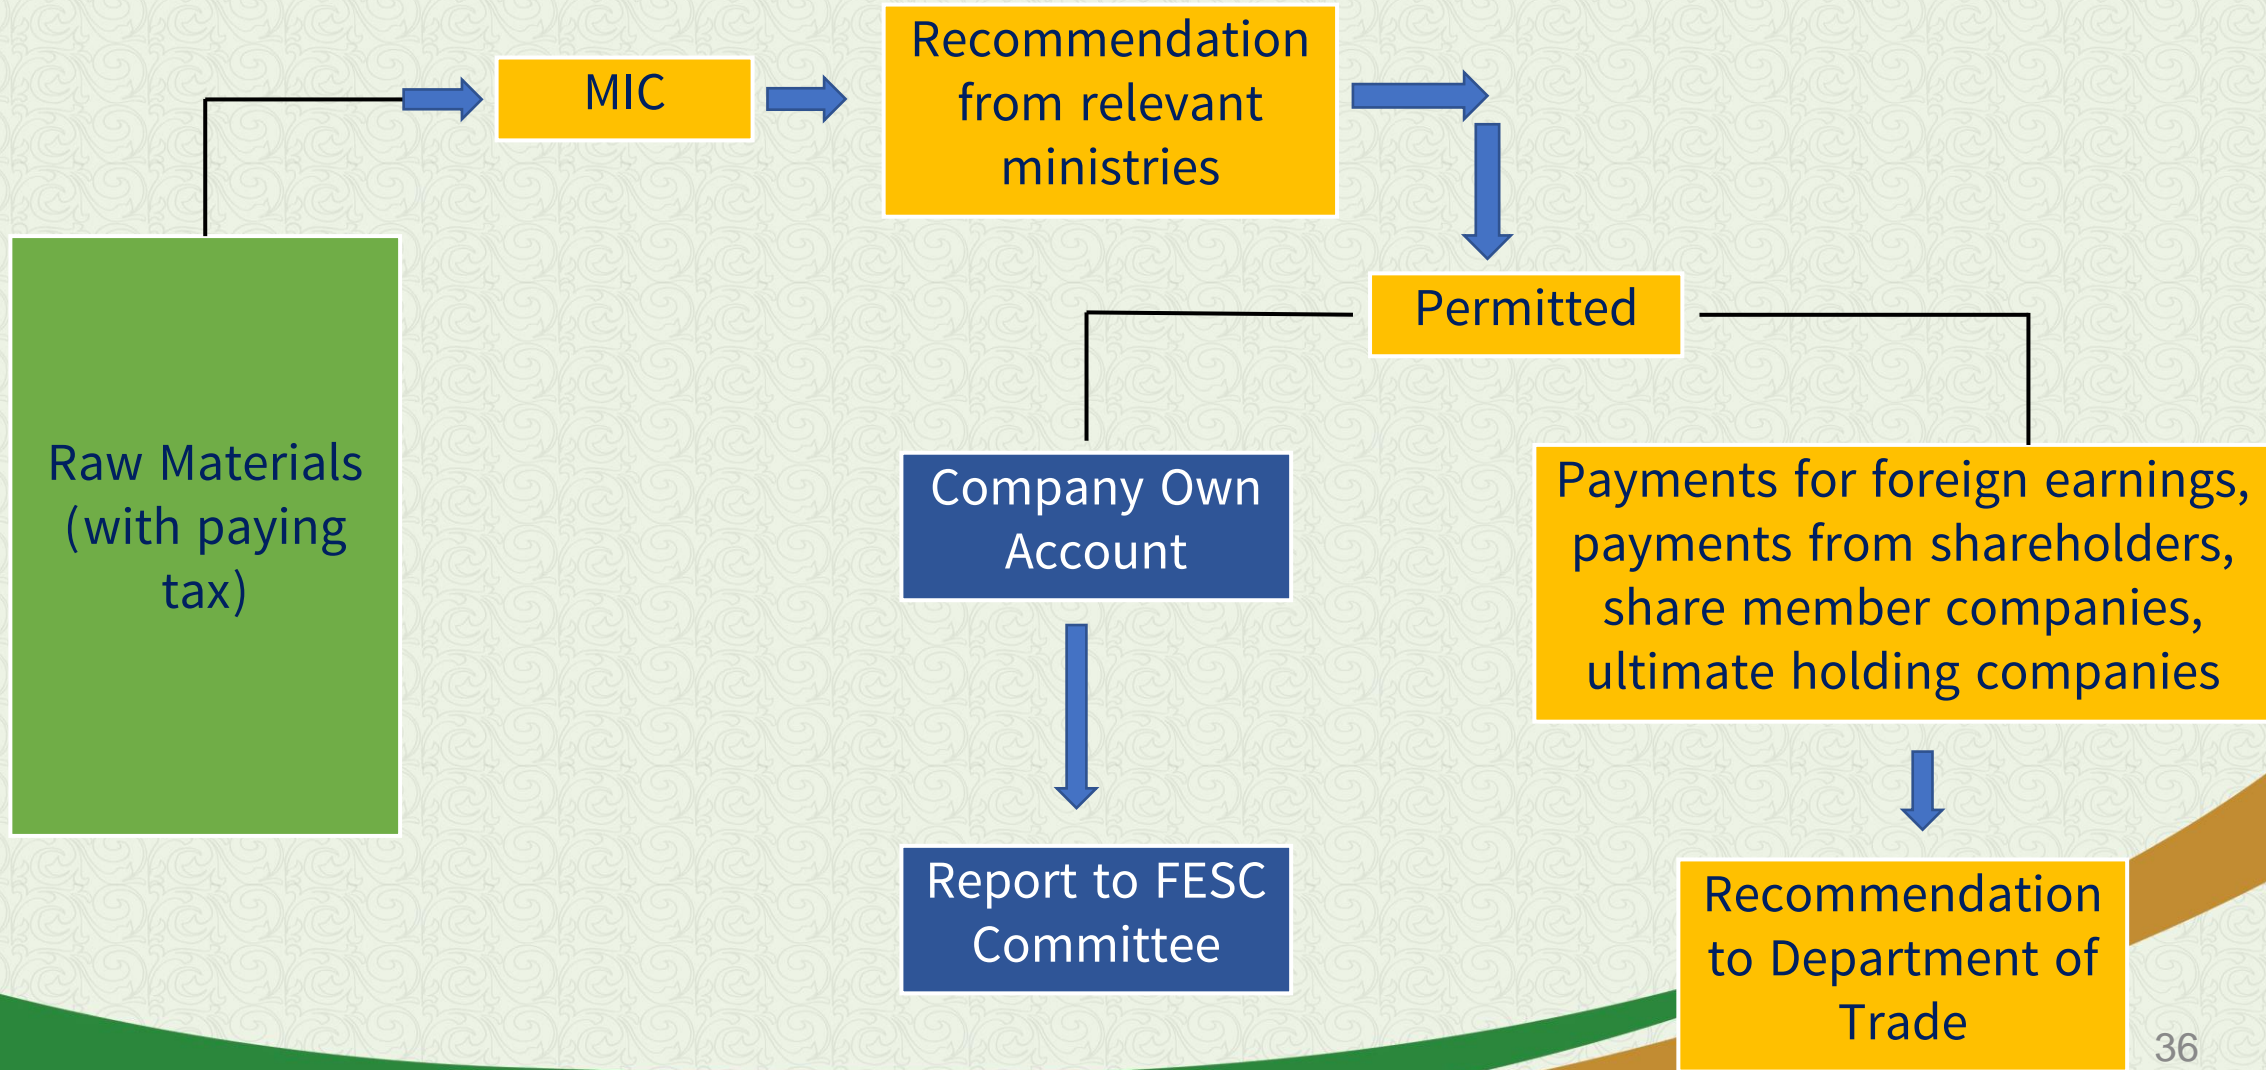 MIC
Recommendation
from relevant
ministries
Raw Materials
(with paying
tax)
Permitted
Company Own
Account
Payments for foreign earnings,
payments from shareholders,
share member companies,
ultimate holding companies
Report to FESC
Committee
Recommendation
to Department of
Trade
36